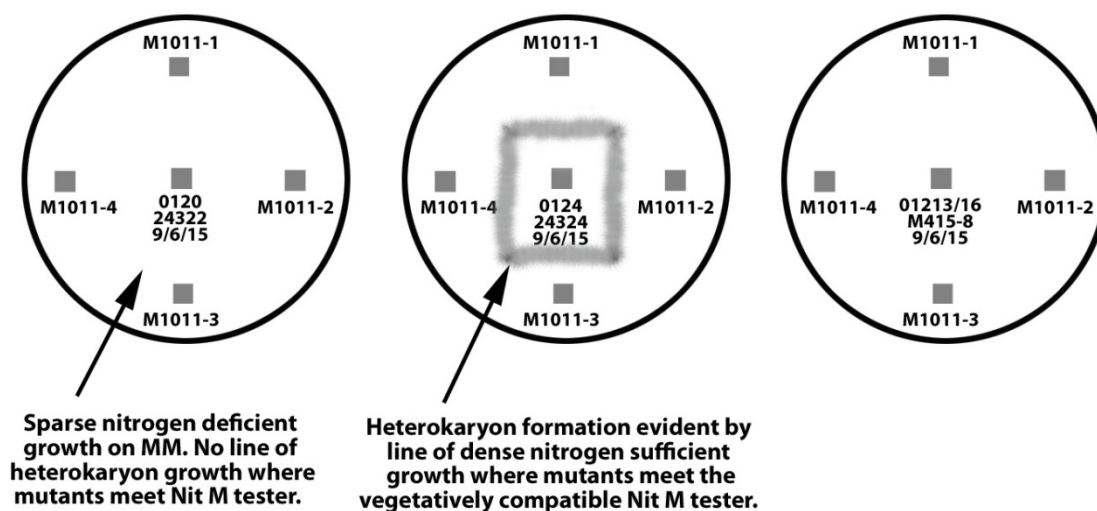 M1011-1
M1011-4
0120
24322
9/6/15
M1011-2
M1011-3
Sparse nitrogen deficient
growth on MM. No line of
heterokaryon growth where
mutants meet Nit M tester.
M1011-1
M1011-4
0124
24324
9/6/15
M1011-2
M1011-3
Heterokaryon formation evident by
line of dense nitrogen sufficient
growth where mutants meet the
vegetatively compatible Nit M tester.
M1011-1
M1011-4
01213/16
M415-8
9/6/15
M1011-2
M1011-3